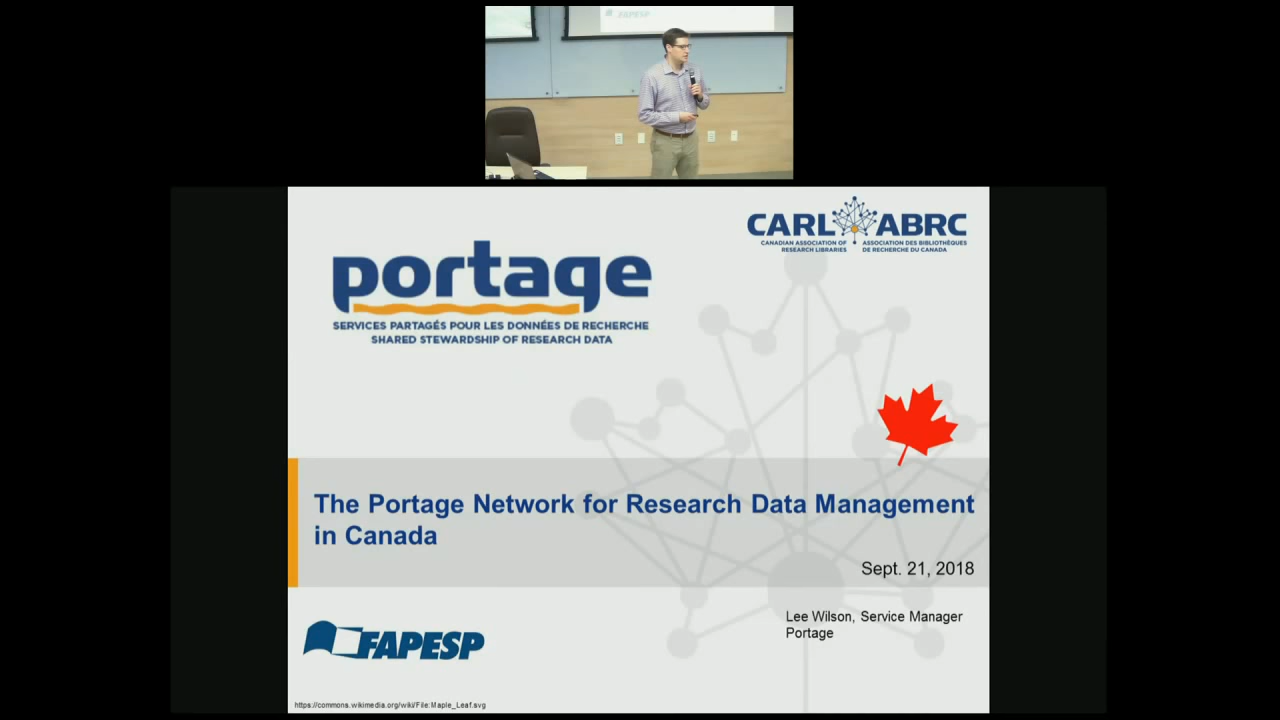 FAPESP
CARL ABRC
CANADIAN ASSOCIATION OF RESEARCH LIBRARIES
ASSOCIATION DES BIBLIOTHÈQUES DE RECHERCHE DU CANADA
portage
SERVICES PARTAGÉS POUR LES DONNÉES DE RECHERCHE
SHARED STEWARDSHIP OF RESEARCH DATA
The Portage Network for Research Data Management
in Canada
Sept. 21, 2018
Lee Wilson, Service Manager
Portage
FAPESP
https://commons.wikimedia.org/wiki/File:Maple_Leaf.svg